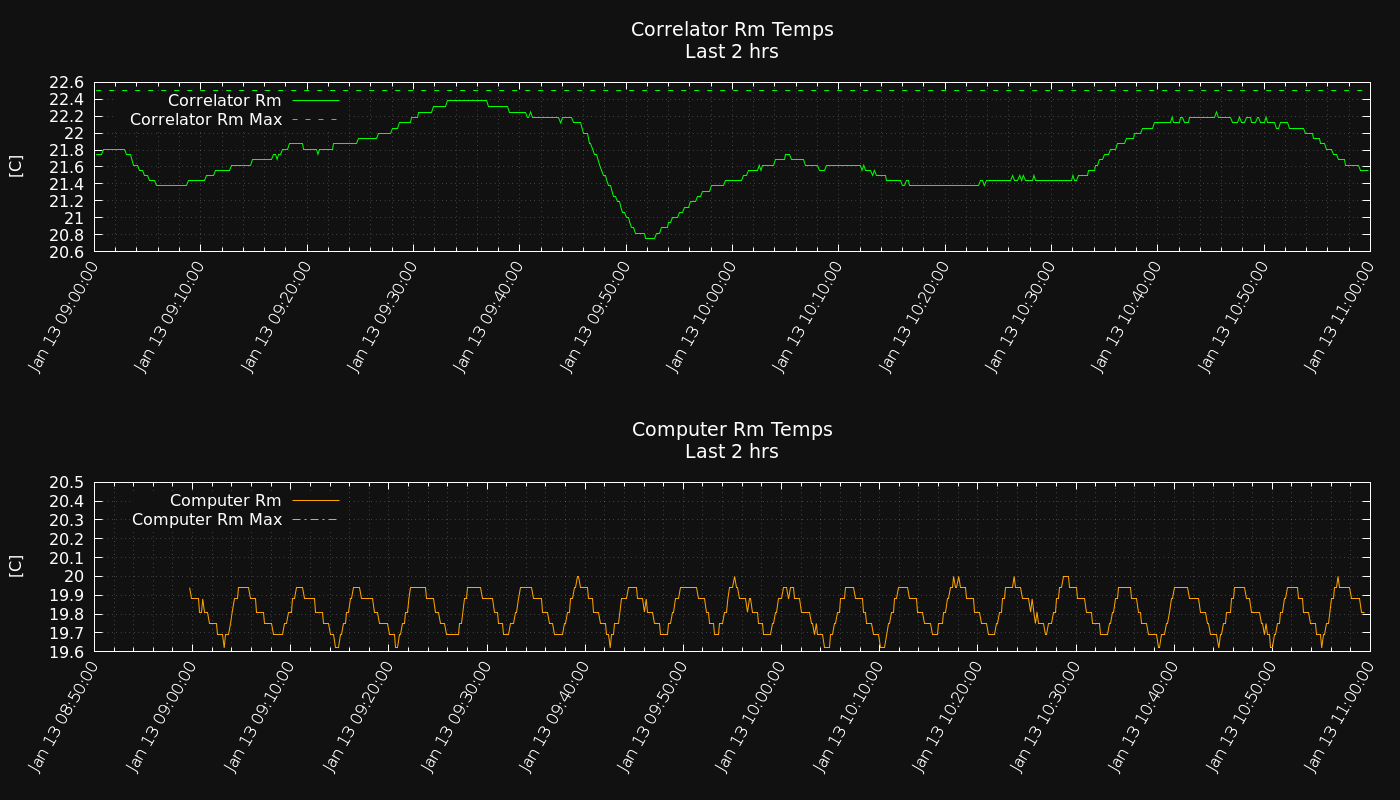 Correlator Rm Temps
Last 2 hrs
22.6
22.4
22.2
22
21.8
21.6
21.4
21.2
21
20.8
20.6
[C]
Correlator Rm
Correlator Rm Max
Jan 13 09:00:00
Jan 13 09:10:00
Jan 13 09:20:00
Jan 13 09:30:00
Jan 13 09:40:00
Jan 13 09:50:00
Jan 13 10:00:00
Jan 13 10:10:00
Jan 13 10:20:00
Jan 13 10:30:00
Jan 13 10:40:00
Jan 13 10:50:00
Jan 13 11:00:00
Computer Rm Temps
Last 2 hrs
20.5
20.4
20.3
20.2
20.1
20
19.9
19.8
19.7
19.6
[C]
Computer Rm
Computer Rm Max
Jan 13 08:50:00
Jan 13 09:00:00
Jan 13 09:10:00
Jan 13 09:20:00
Jan 13 09:30:00
Jan 13 09:40:00
Jan 13 09:50:00
Jan 13 10:00:00
Jan 13 10:10:00
Jan 13 10:20:00
Jan 13 10:30:00
Jan 13 10:40:00
Jan 13 10:50:00
Jan 13 11:00:00